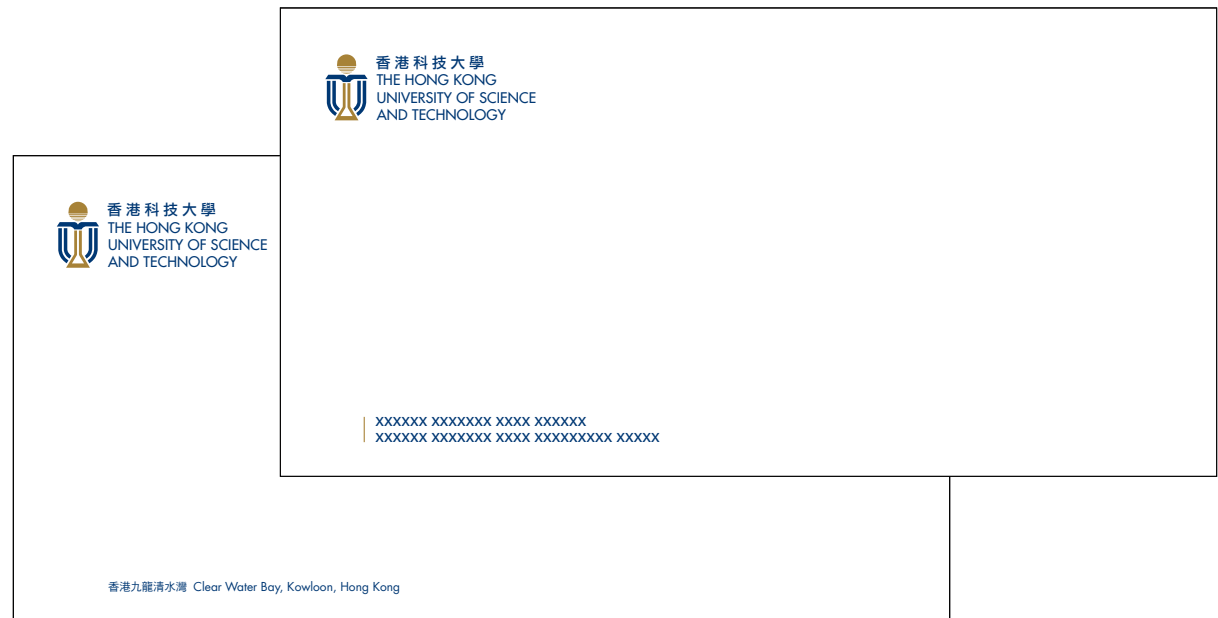 香港科技大學
THE HONG KONG
UNIVERSITY OF SCIENCE
AND TECHNOLOGY
XXXXXX XXXXXXX XXXX XXXXXX
XXXXXX XXXXXXX XXXX XXXXXXXXX XXXXX
香港科技大學
THE HONG KONG
UNIVERSITY OF SCIENCE
AND TECHNOLOGY
香港九龍清水灣 Clear Water Bay, Kowloon, Hong Kong